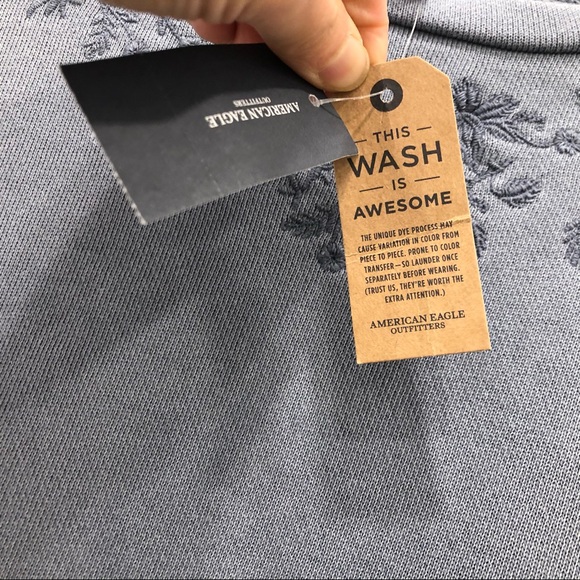 AMERICAN EAGLE
OUTFITTERS
THIS
WASH
IS
AWESOME
THE UNIQUE DYE PROCESS MAY
CAUSE VARIATION IN COLOR FROM
PIECE TO PIECE. PRONE TO COLOR
TRANSFER—SO LAUNDER ONCE
SEPARATELY BEFORE WEARING.
(TRUST US, THEY'RE WORTH THE
EXTRA ATTENTION.)
AMERICAN EAGLE
OUTFITTERS